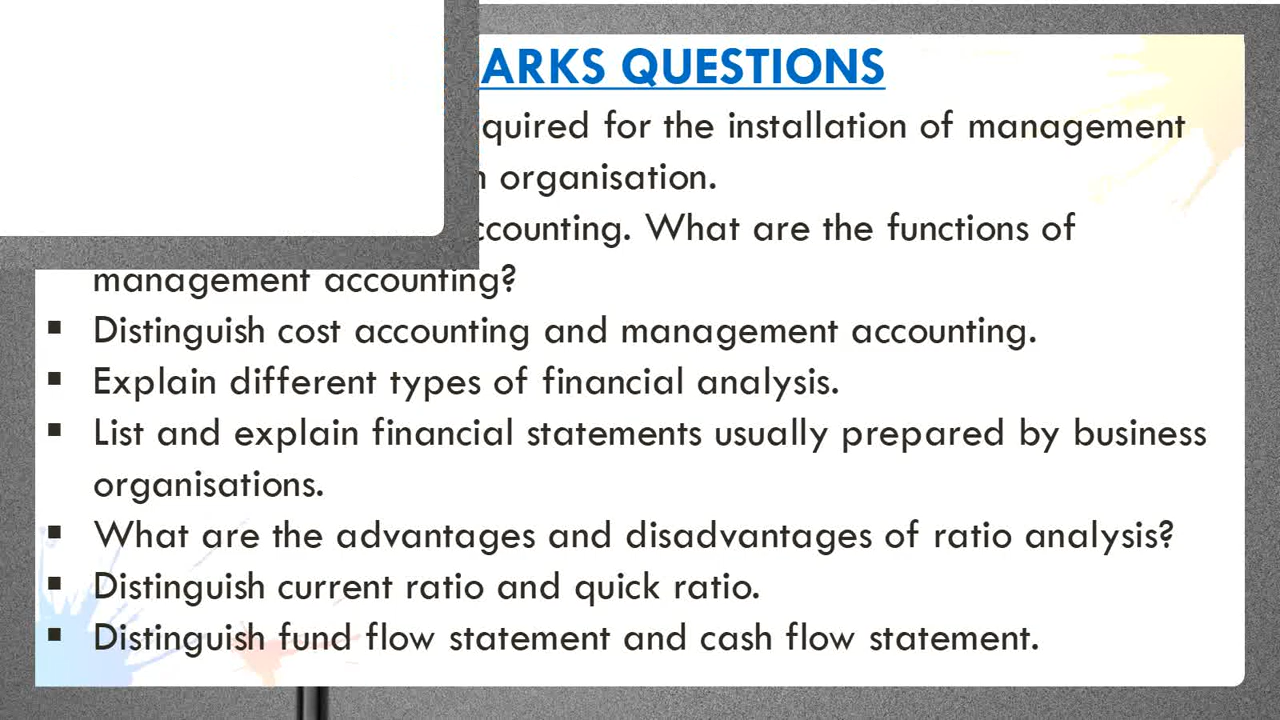 ARKS QUESTIONS
quired for the installation of management
organisation.
ccounting. What are the functions of
management accounting?
▪ Distinguish cost accounting and management accounting.
▪ Explain different types of financial analysis.
▪ List and explain financial statements usually prepared by business
organisations.
▪ What are the advantages and disadvantages of ratio analysis?
▪ Distinguish current ratio and quick ratio.
▪ Distinguish fund flow statement and cash flow statement.